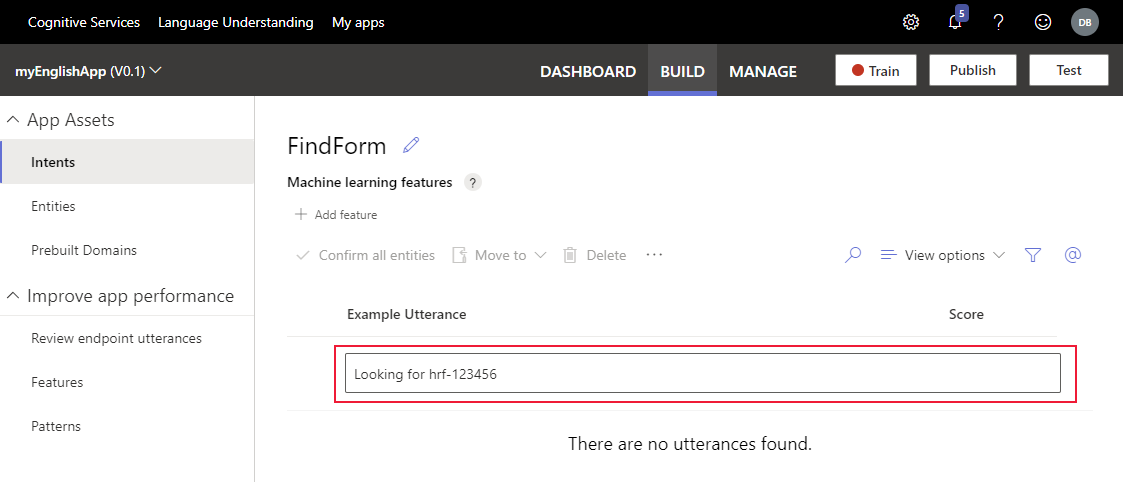 Cognitive Services Language Understanding My apps 5 ? DB
myEnglishApp (V0.1) DASHBOARD BUILD MANAGE Train Publish Test
App Assets
Intents
Entities
Prebuilt Domains
Improve app performance
Review endpoint utterances
Features
Patterns
FindForm
Machine learning features ?
+ Add feature
Confirm all entities Move to Delete ... View options @
Example Utterance Score
Looking for hrf-123456
There are no utterances found.